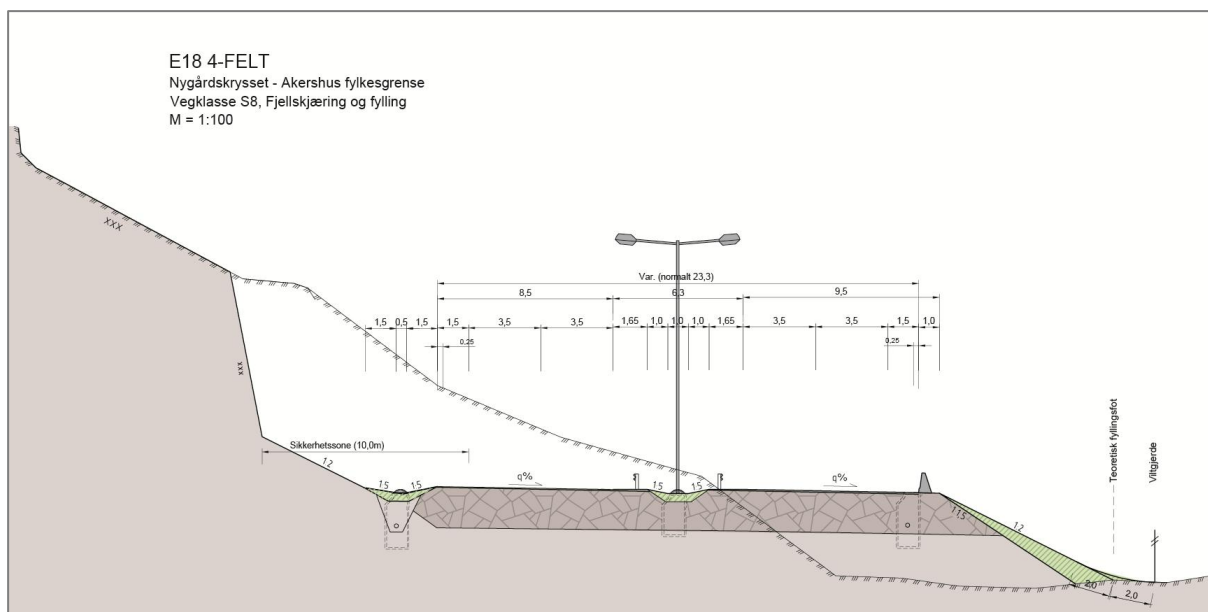 E18 4-FELT
Nygårdskrysset - Akershus fylkesgrense
Vegklasse S8, Fjellskjæring og fylling
M = 1:100
XXX
Var. (normalt 23,3)
8,5 6,3 9,5
1,5 0,5 1,5 1,5 3,5 3,5 1,65 1,0 1,0 1,0 1,65 3,5 3,5 1,5 1,0
0,25 0,25
XXX
Sikkerhetssone (10,0m)
1:2
q% q%
1:5 1:5 1:5 1:5
1:1,5 1:2
Teoretisk fyllingsfot
Viltgjerde
2,0 2,0